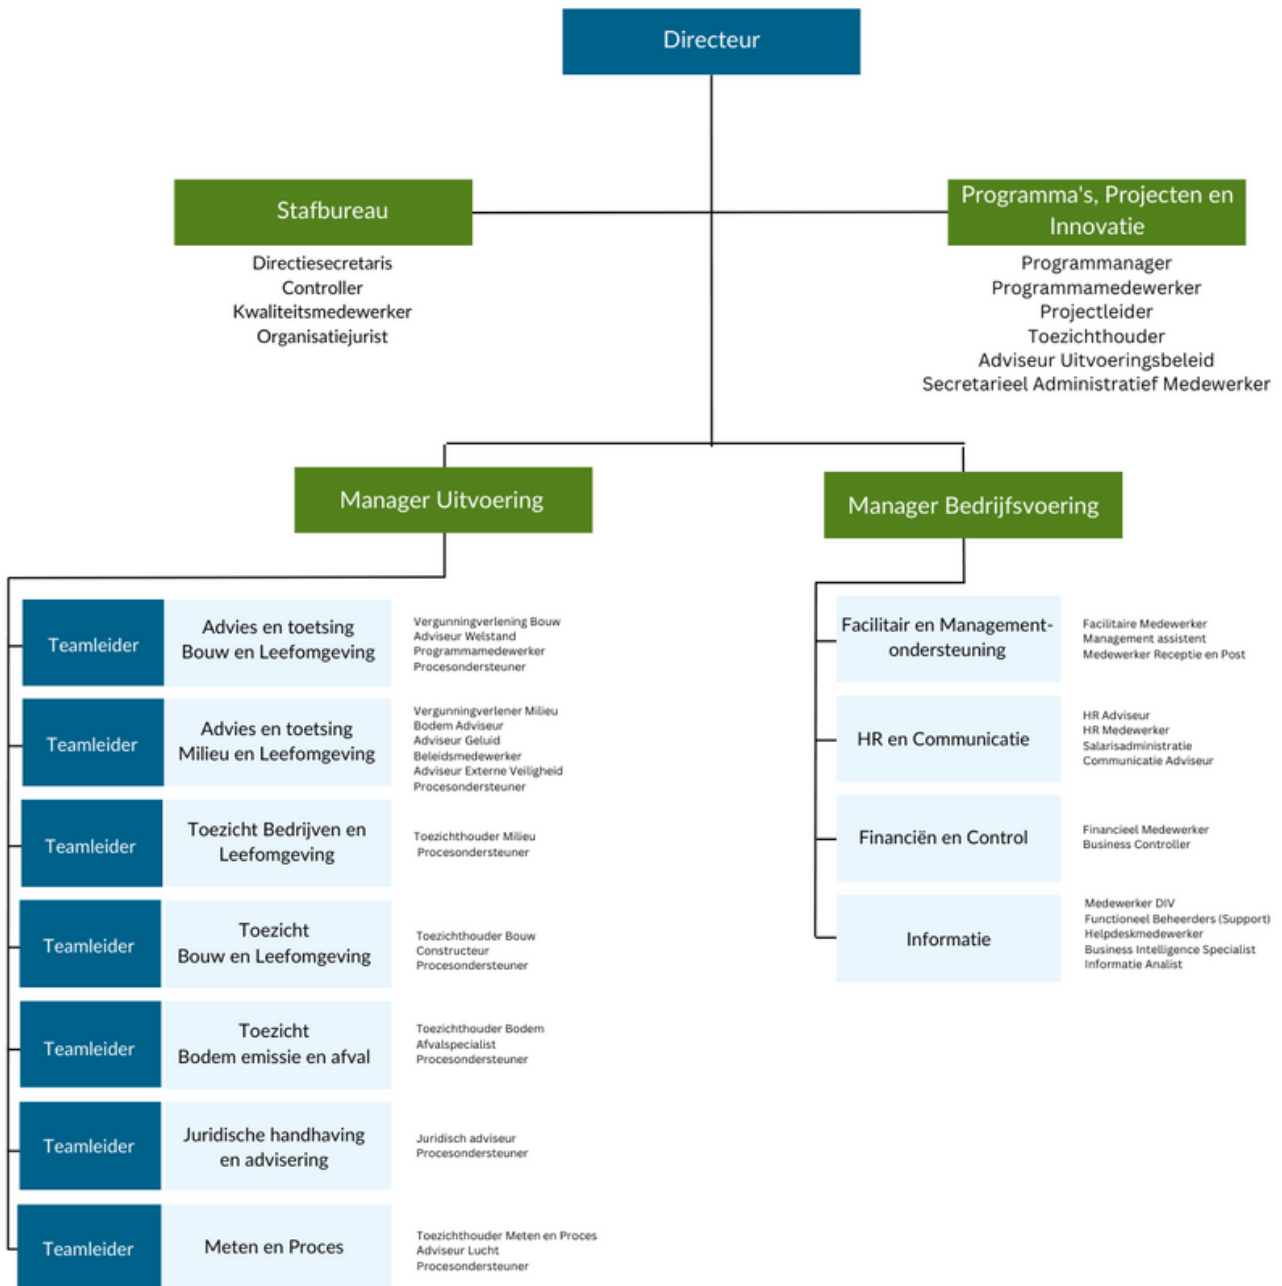 Directeur
Stafbureau
Directiesecretaris
Controller
Kwaliteitsmedewerker
Organisatiejurist
Programma's, Projecten en
Innovatie
Programmanager
Programmamedewerker
Projectleider
Toezichthouder
Adviseur Uitvoeringsbeleid
Secretarieel Administratief Medewerker
Manager Uitvoering
Teamleider
Advies en toetsing
Bouw en Leefomgeving
Vergunningverlening Bouw
Adviseur Welstand
Programmamedewerker
Procesondersteuner
Teamleider
Advies en toetsing
Milieu en Leefomgeving
Vergunningverlener Milieu
Bodem Adviseur
Adviseur Geluid
Beleidsmedewerker
Adviseur Externe Veiligheid
Procesondersteuner
Teamleider
Toezicht Bedrijven en
Leefomgeving
Toezichthouder Milieu
Procesondersteuner
Teamleider
Toezicht
Bouw en Leefomgeving
Toezichthouder Bouw
Constructeur
Procesondersteuner
Teamleider
Toezicht
Bodem emissie en afval
Toezichthouder Bodem
Afvalspecialist
Procesondersteuner
Teamleider
Juridische handhaving
en advisering
Juridisch adviseur
Procesondersteuner
Teamleider
Meten en Proces
Toezichthouder Meten en Proces
Adviseur Lucht
Procesondersteuner
Manager Bedrijfsvoering
Facilitair en Management-
ondersteuning
Facilitaire Medewerker
Management assistent
Medewerker Receptie en Post
HR en Communicatie
HR Adviseur
HR Medewerker
Salarisadministratie
Communicatie Adviseur
Financiën en Control
Financieel Medewerker
Business Controller
Informatie
Medewerker DIV
Functioneel Beheerders (Support)
Helpdeskmedewerker
Business Intelligence Specialist
Informatie Analist